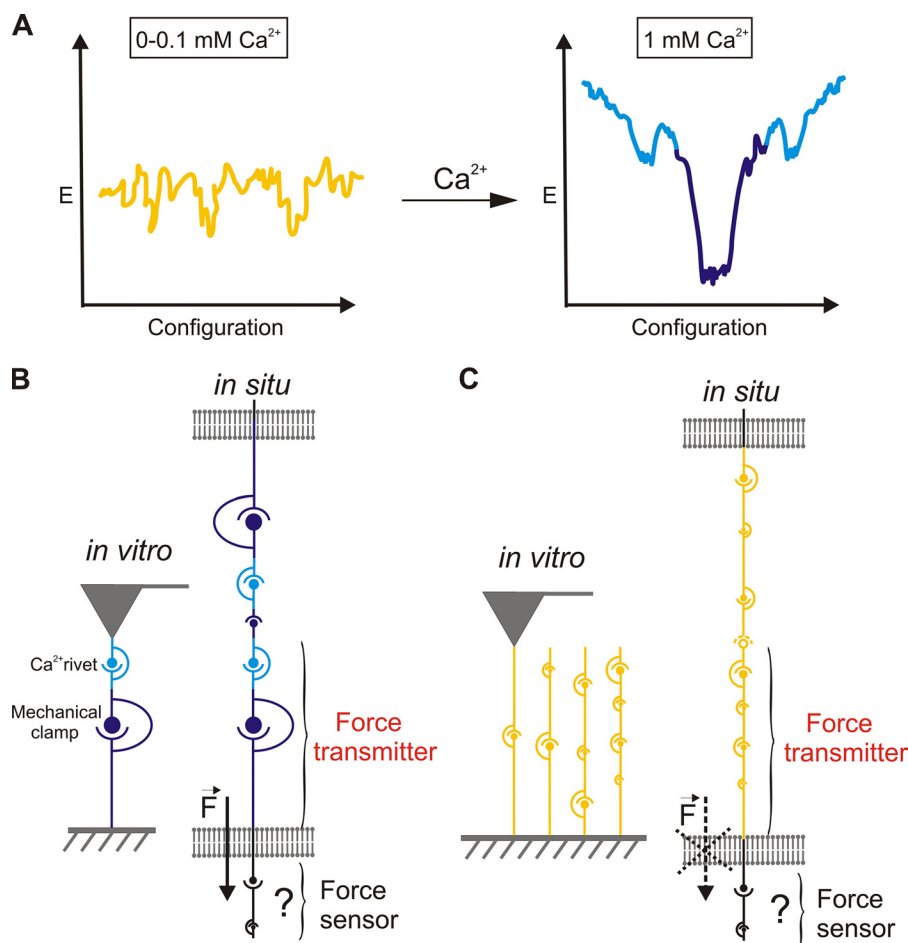 A
0-0.1 mM Ca²⁺
1 mM Ca²⁺
E
Ca²⁺
E
Configuration
Configuration
B
in situ
in vitro
Ca²⁺rivet
Mechanical
clamp
Force
transmitter
F
?
Force
sensor
C
in situ
in vitro
Force
transmitter
F
?
Force
sensor